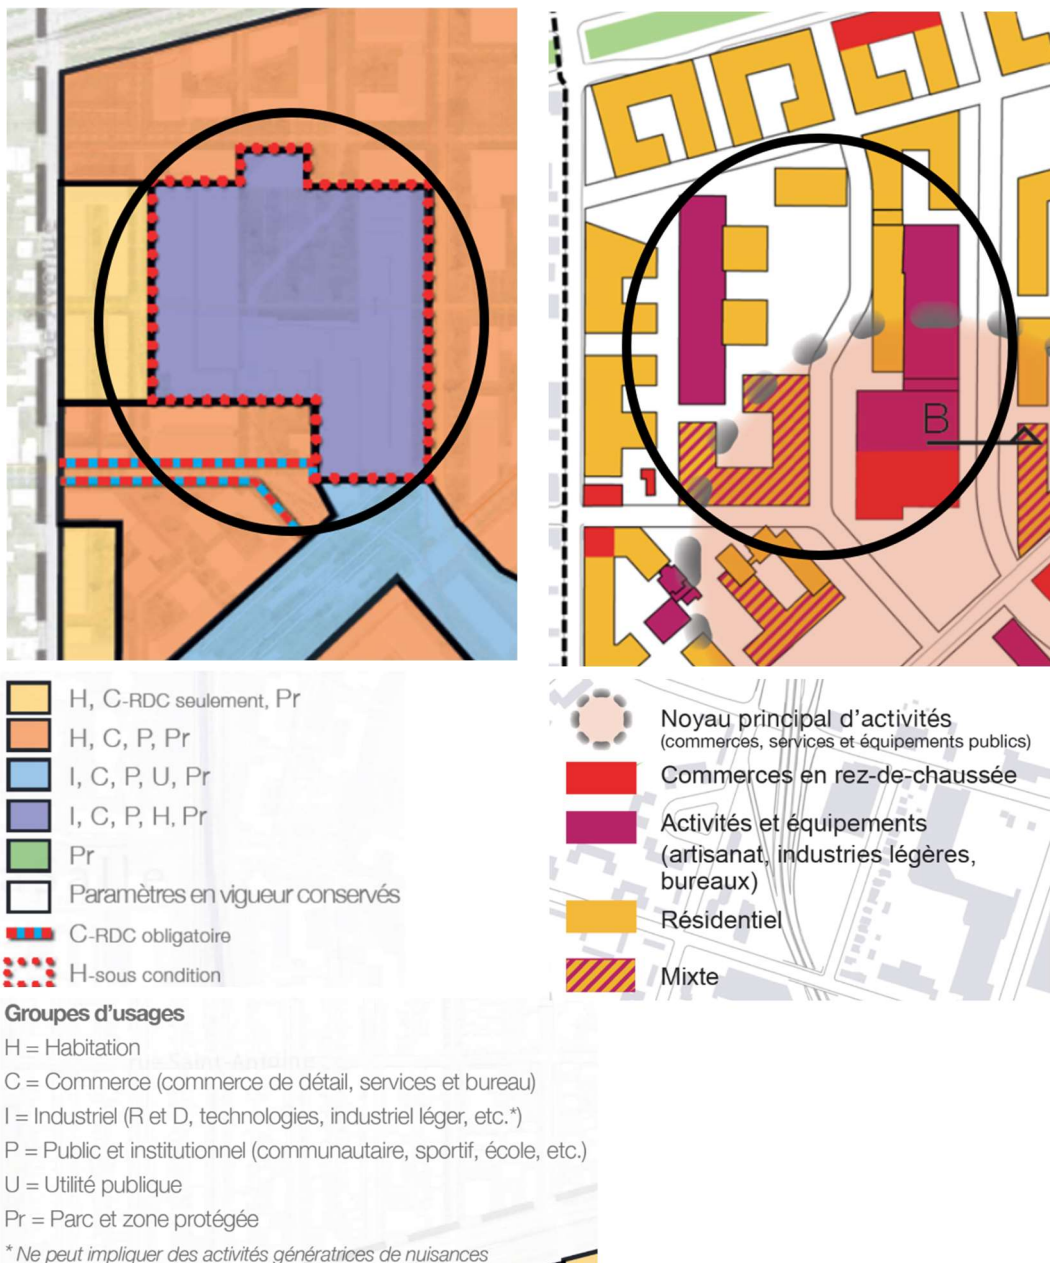 B
H, C-RDC seulement, Pr
H, C, P, Pr
I, C, P, U, Pr
I, C, P, H, Pr
Pr
Paramètres en vigueur conservés
C-RDC obligatoire
H-sous condition
Groupes d'usages
H = Habitation
C = Commerce (commerce de détail, services et bureau)
I = Industriel (R et D, technologies, industriel léger, etc.*)
P = Public et institutionnel (communautaire, sportif, école, etc.)
U = Utilité publique
Pr = Parc et zone protégée
* Ne peut impliquer des activités génératrices de nuisances
Noyau principal d'activités
(commerces, services et équipements publics)
Commerces en rez-de-chaussée
Activités et équipements
(artisanat, industries légères,
bureaux)
Résidentiel
Mixte